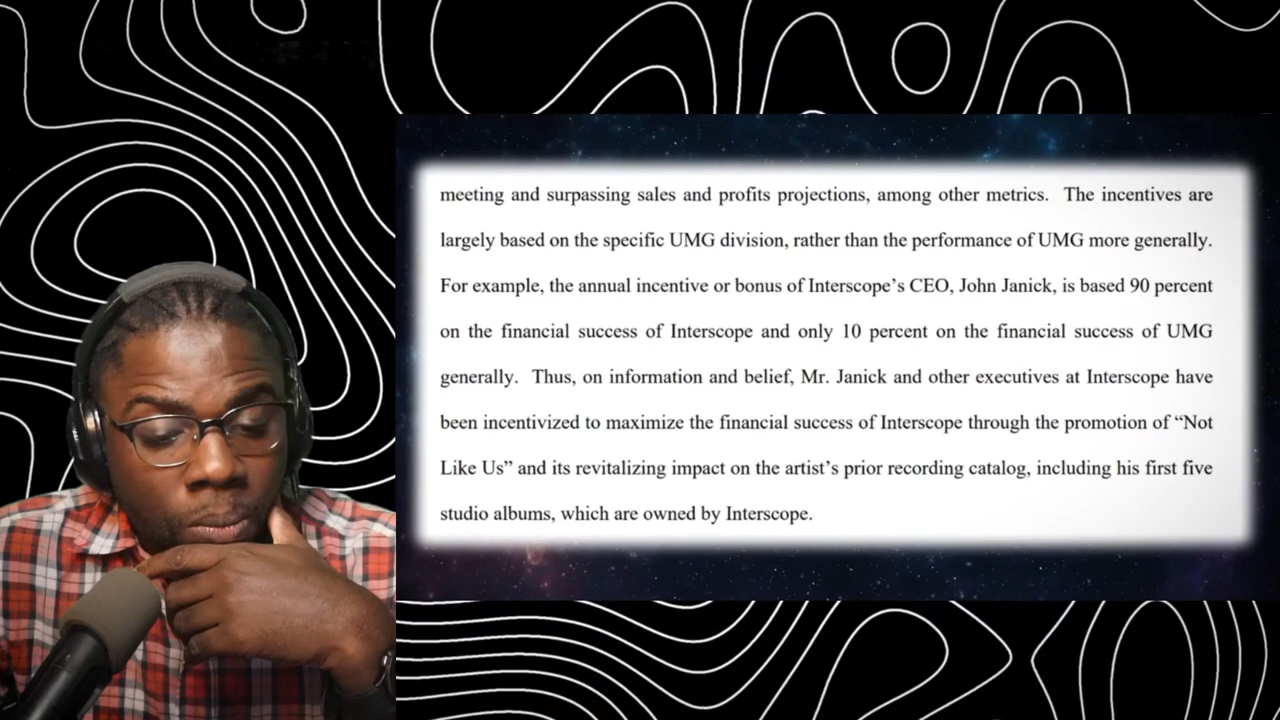 meeting and surpassing sales and profits projections, among other metrics. The incentives are
largely based on the specific UMG division, rather than the performance of UMG more generally.
For example, the annual incentive or bonus of Interscope’s CEO, John Janick, is based 90 percent
on the financial success of Interscope and only 10 percent on the financial success of UMG
generally. Thus, on information and belief, Mr. Janick and other executives at Interscope have
been incentivized to maximize the financial success of Interscope through the promotion of “Not
Like Us” and its revitalizing impact on the artist’s prior recording catalog, including his first five
studio albums, which are owned by Interscope.